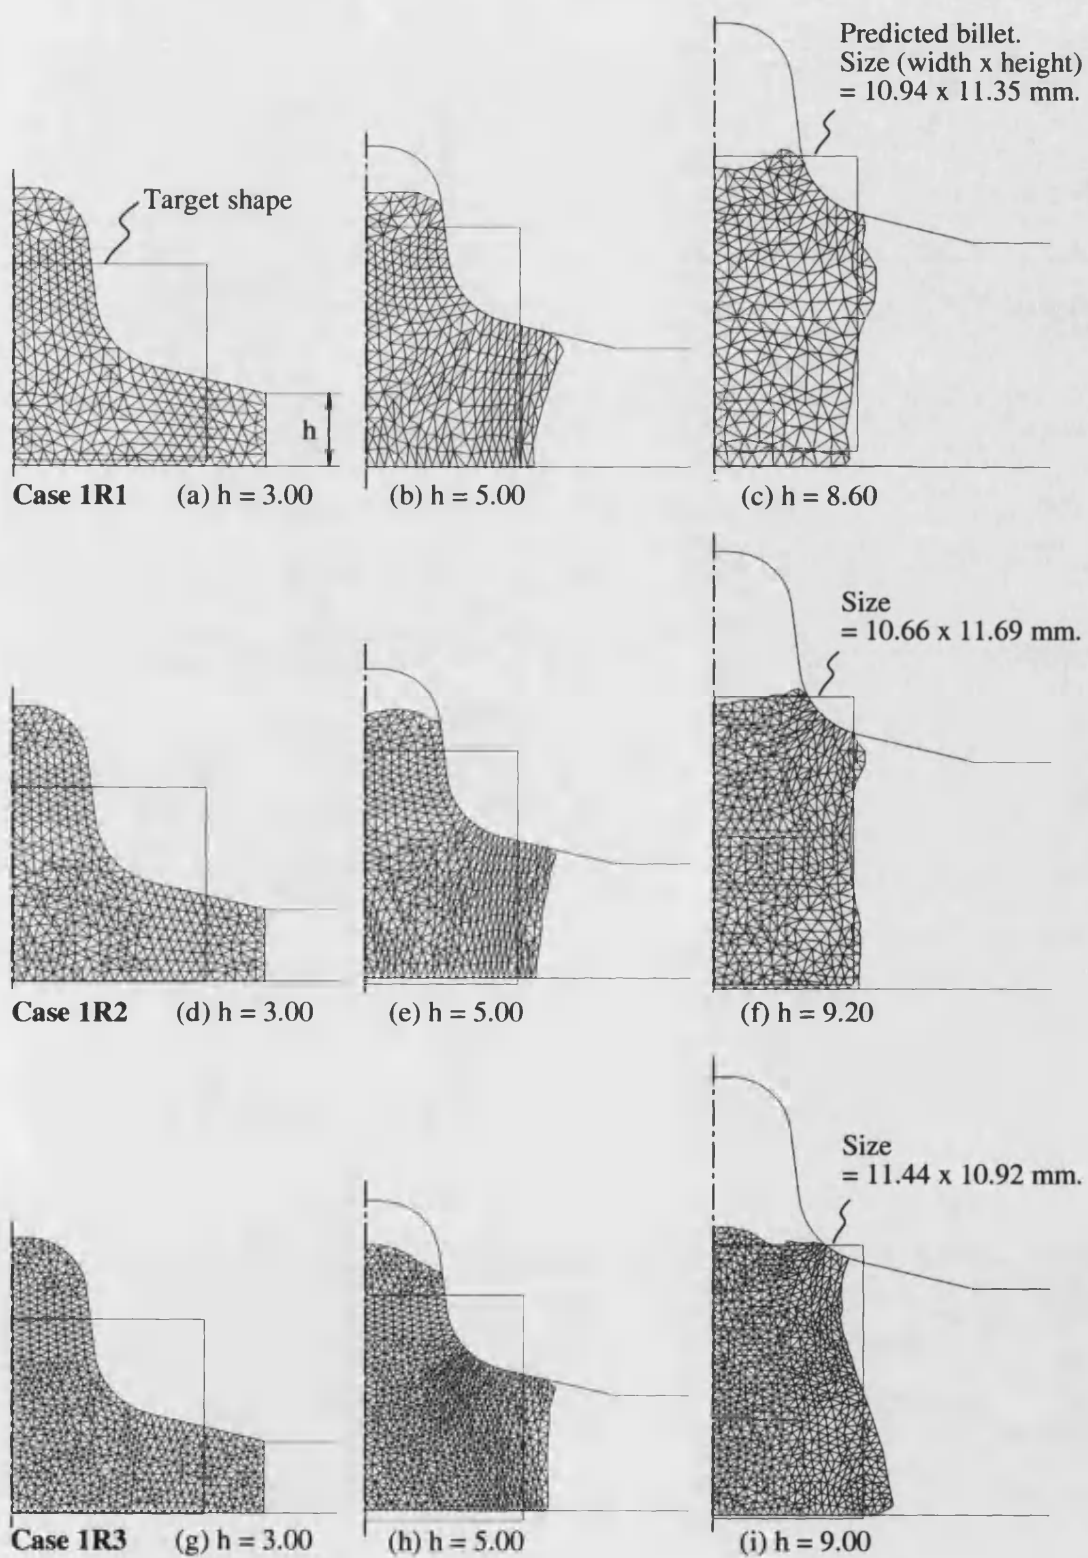 Predicted billet.
Size (width x height)
= 10.94 x 11.35 mm.
Target shape
h
Case 1R1 (a) h = 3.00 (b) h = 5.00 (c) h = 8.60
Size
= 10.66 x 11.69 mm.
Case 1R2 (d) h = 3.00 (e) h = 5.00 (f) h = 9.20
Size
= 11.44 x 10.92 mm.
Case 1R3 (g) h = 3.00 (h) h = 5.00 (i) h = 9.00